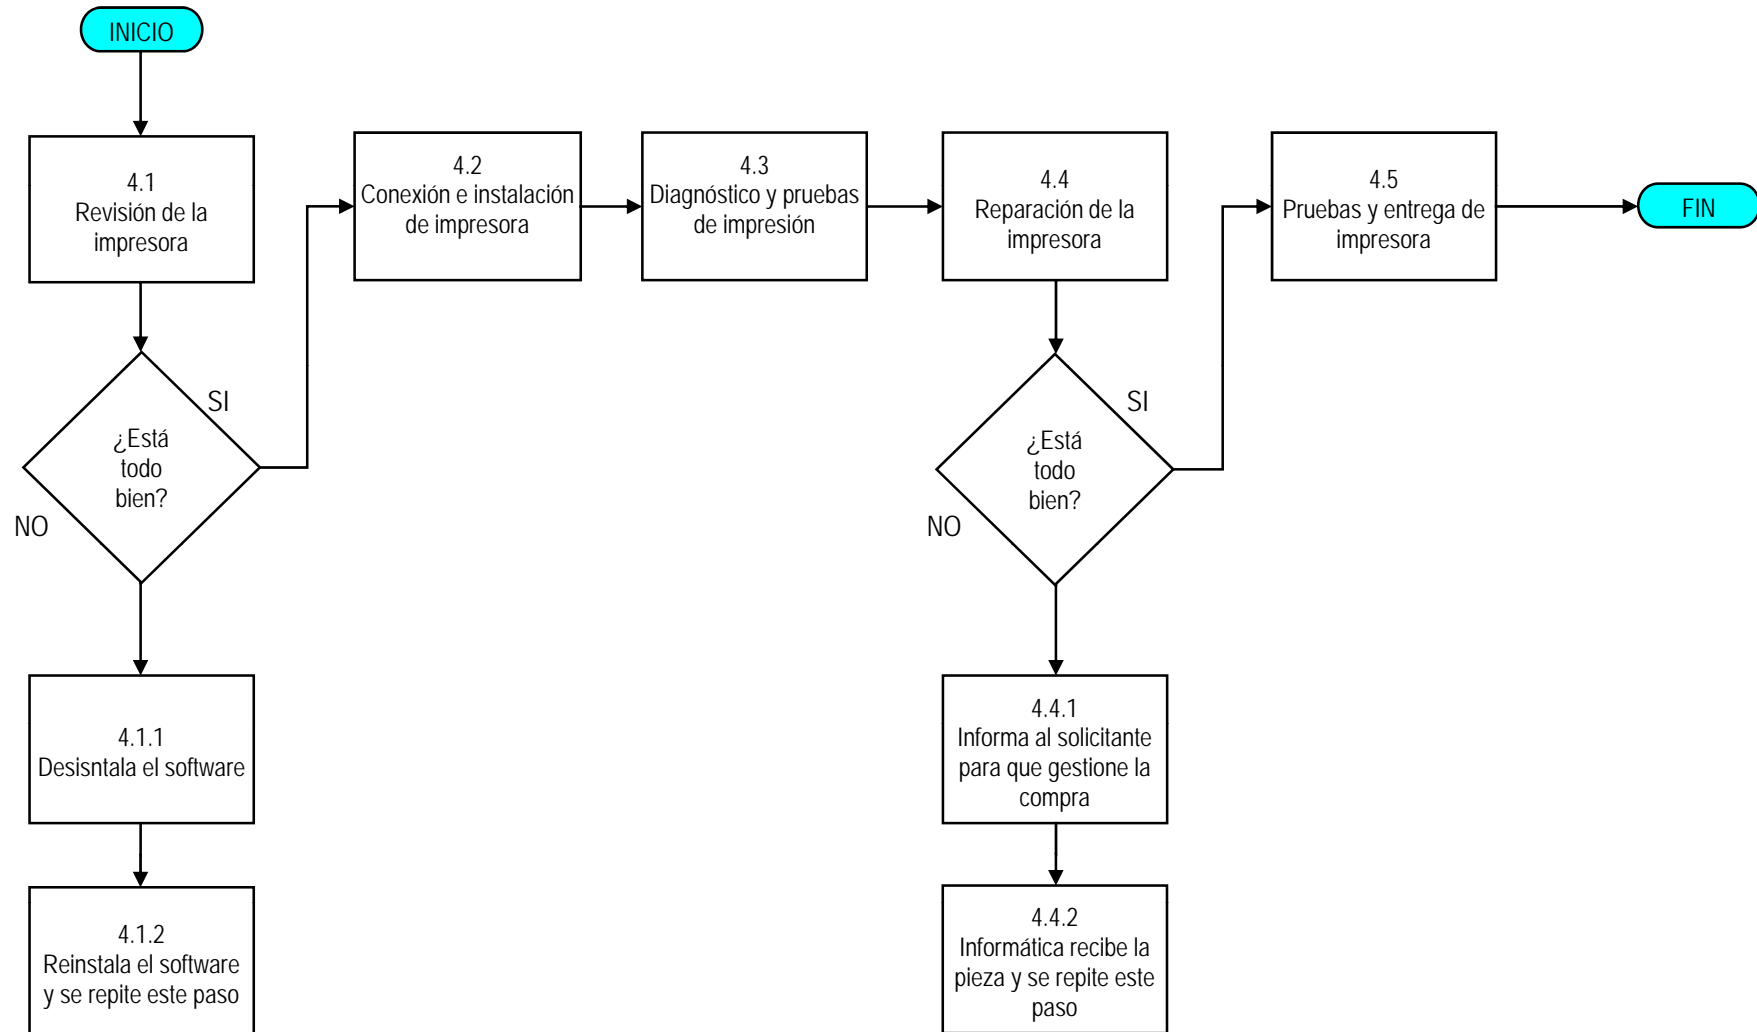 INICIO
4.1
Revisión de la
impresora
4.2
Conexión e instalación
de impresora
4.3
Diagnóstico y pruebas
de impresión
4.4
Reparación de la
impresora
4.5
Pruebas y entrega de
impresora
FIN
SI
¿Está
todo
bien?
NO
SI
¿Está
todo
bien?
NO
4.1.1
Desisntala el software
4.1.2
Reinstala el software
y se repite este paso
4.4.1
Informa al solicitante
para que gestione la
compra
4.4.2
Informática recibe la
pieza y se repite este
paso